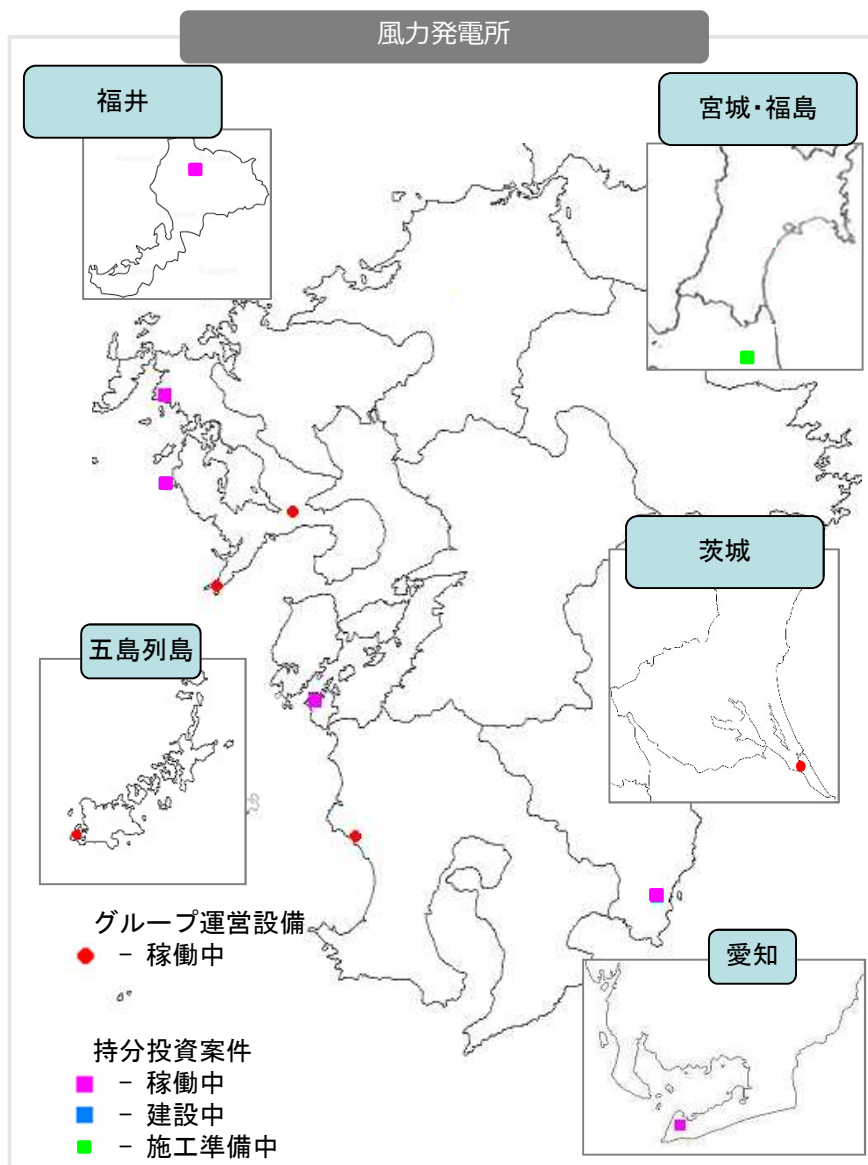 風力発電所
福井
宮城・福島
茨城
五島列島
愛知
グループ運営設備
－ 稼働中
持分投資案件
－ 稼働中
－ 建設中
－ 施工準備中